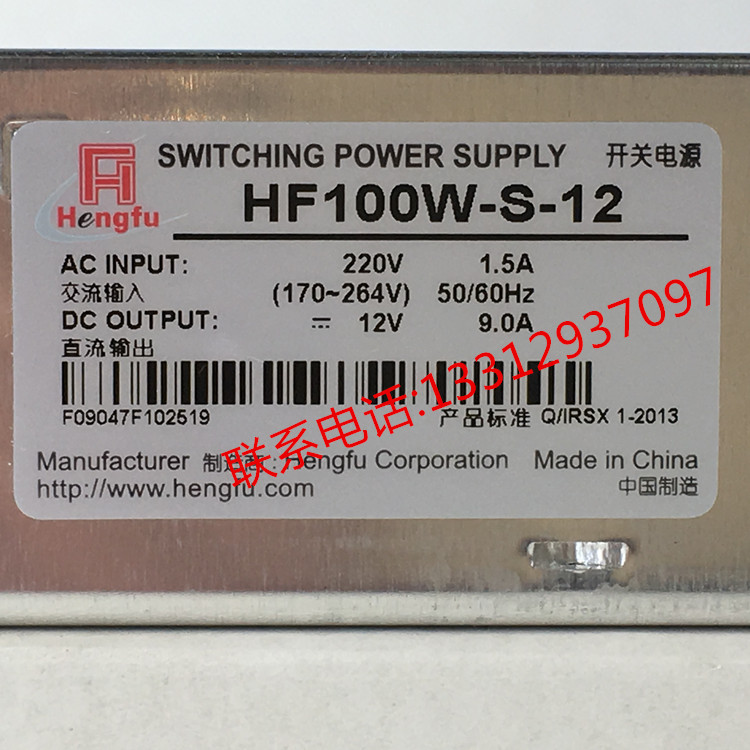 SWITCHING POWER SUPPLY 开关电源
Hengfu
HF100W-S-12
AC INPUT: 220V 1.5A
交流输入 (170~264V) 50/60Hz
DC OUTPUT: ⎓ 12V 9.0A
直流输出
F09047F102519 产品标准 Q/IRSX 1-2013
联系电话:13312937097
Manufacturer 制造商: Hengfu Corporation Made in China
http://www.hengfu.com 中国制造